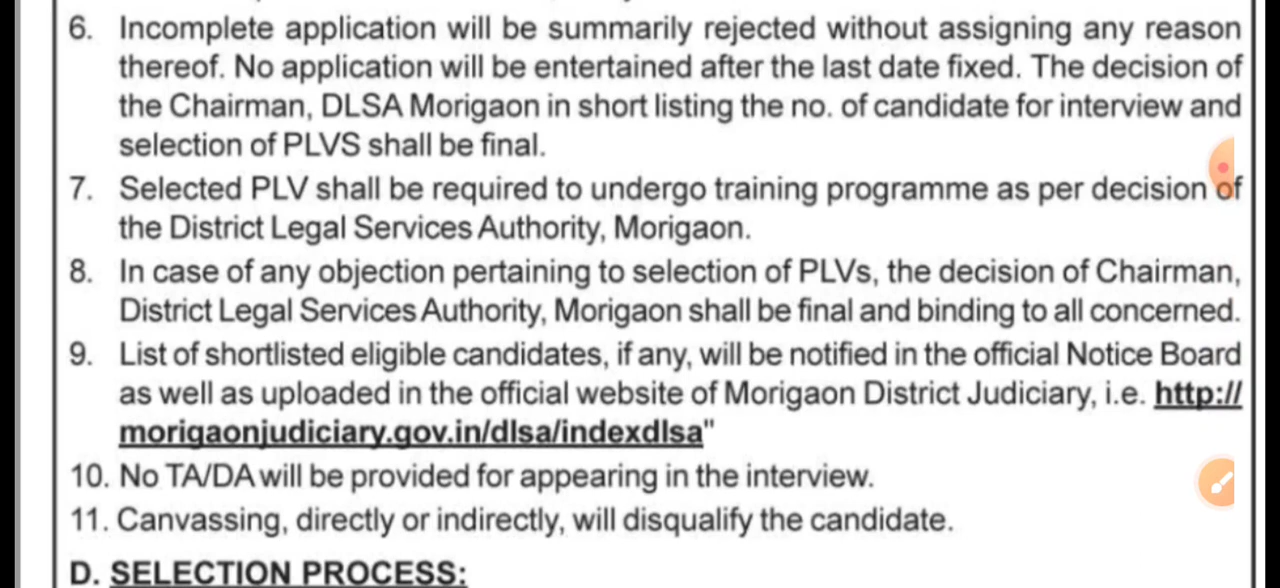 6. Incomplete application will be summarily rejected without assigning any reason
thereof. No application will be entertained after the last date fixed. The decision of
the Chairman, DLSA Morigaon in short listing the no. of candidate for interview and
selection of PLVS shall be final.
7. Selected PLV shall be required to undergo training programme as per decision of
the District Legal Services Authority, Morigaon.
8. In case of any objection pertaining to selection of PLVs, the decision of Chairman,
District Legal Services Authority, Morigaon shall be final and binding to all concerned.
9. List of shortlisted eligible candidates, if any, will be notified in the official Notice Board
as well as uploaded in the official website of Morigaon District Judiciary, i.e. http://
morigaonjudiciary.gov.in/dlsa/indexdlsa"
10. No TA/DA will be provided for appearing in the interview.
11. Canvassing, directly or indirectly, will disqualify the candidate.
D. SELECTION PROCESS: